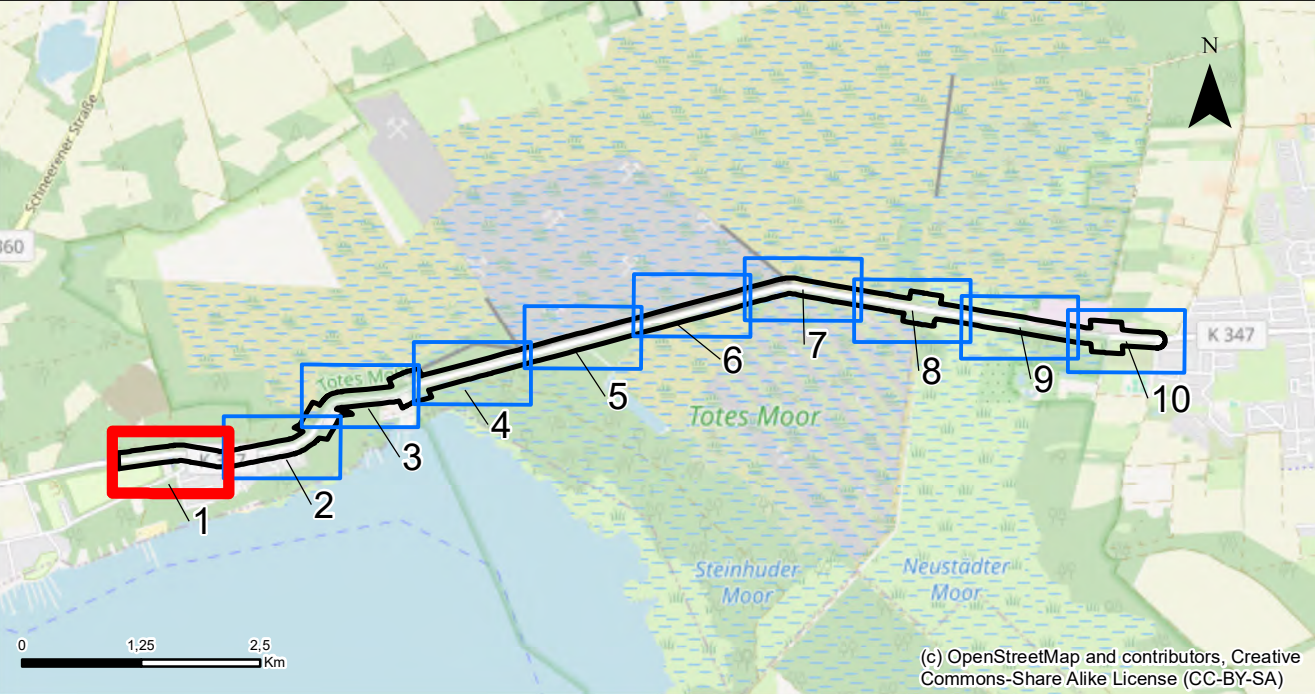 N
Schneerener Straße
360
K 347
Totes Moor
1
2
3
4
5
6
7
8
9
10
Totes Moor
Steinhuder
Moor
Neustädter
Moor
0 1,25 2,5
Km
(c) OpenStreetMap and contributors, Creative
Commons-Share Alike License (CC-BY-SA)